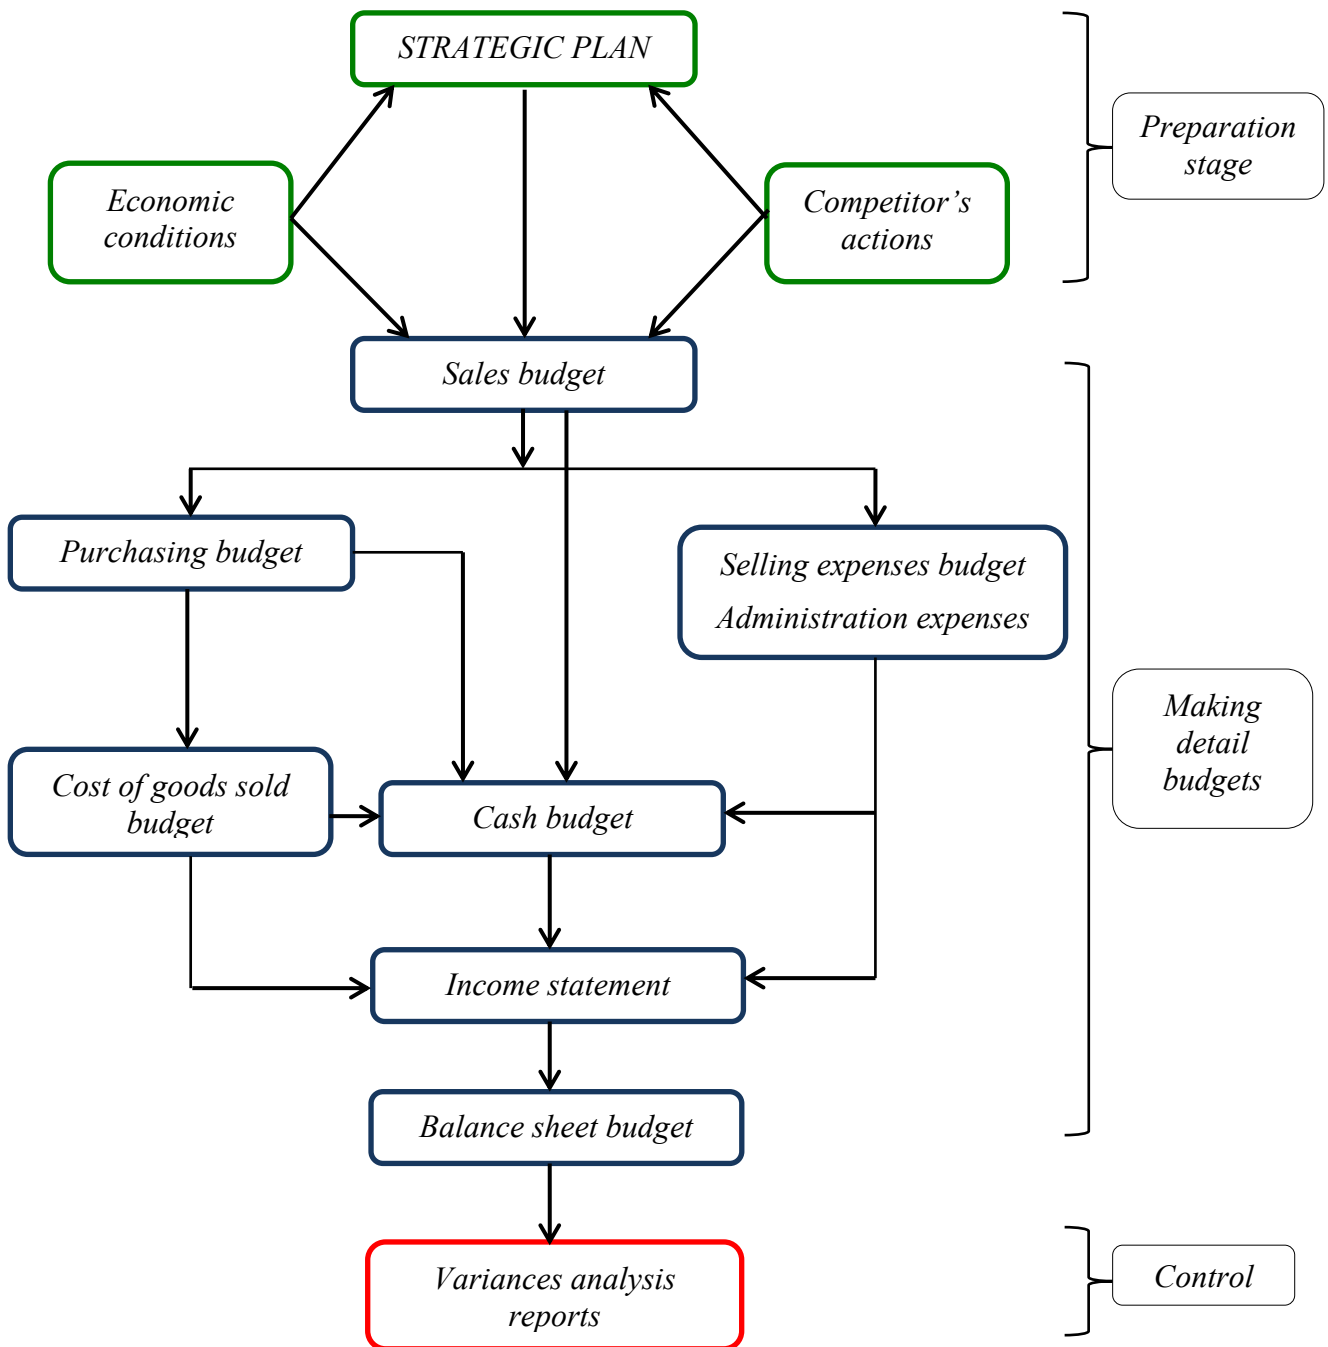 STRATEGIC PLAN
Preparation
stage
Economic
conditions
Competitor’s
actions
Sales budget
Purchasing budget
Selling expenses budget
Administration expenses
Making
detail
budgets
Cost of goods sold
budget
Cash budget
Income statement
Balance sheet budget
Variances analysis
reports
Control